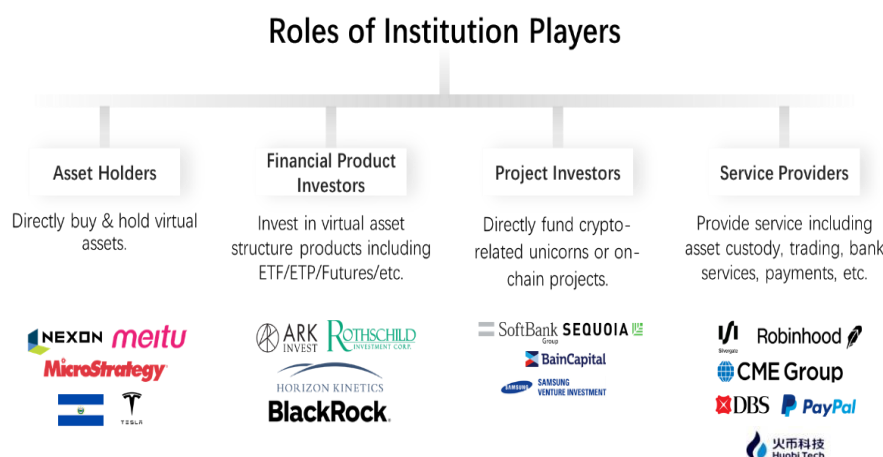 Roles of Institution Players
Asset Holders
Directly buy & hold virtual
assets.
NEXON meitu
MicroStrategy
TESLA
Financial Product
Investors
Invest in virtual asset
structure products including
ETF/ETP/Futures/etc.
ARK
INVEST
ROTHSCHILD
INVESTMENT CORP.
HORIZON KINETICS
BlackRock.
Project Investors
Directly fund crypto-
related unicorns or on-
chain projects.
SoftBank
Group
SEQUOIA
BainCapital
SAMSUNG
SAMSUNG
VENTURE INVESTMENT
Service Providers
Provide service including
asset custody, trading, bank
services, payments, etc.
Silvergate
Robinhood
CME Group
DBS PayPal
火币科技
Huobi Tech